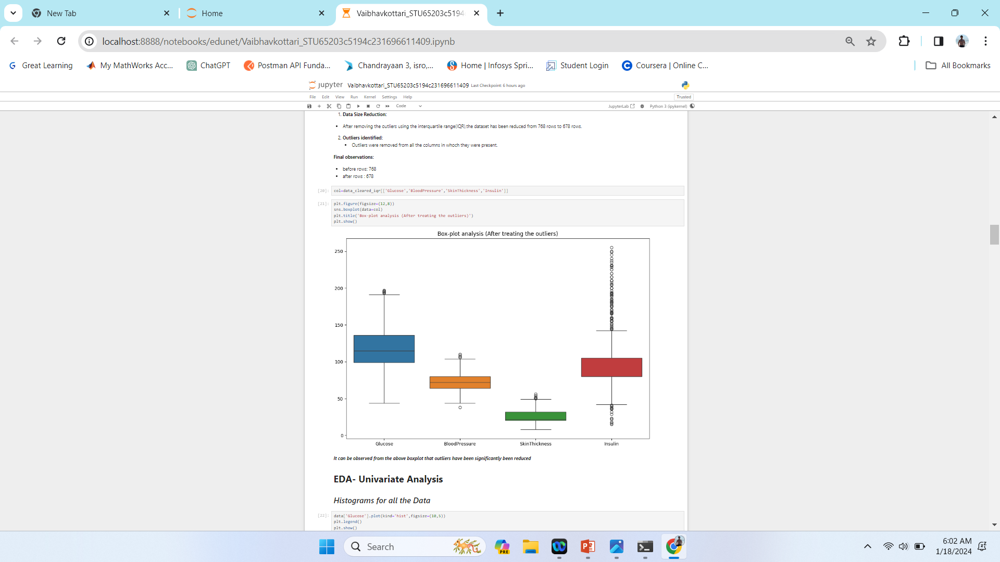 New Tab
Home
Vaibhavkottari_STU65203c5194
localhost:8888/notebooks/edunet/Vaibhavkottari_STU65203c5194c231696611409.ipynb
Great Learning
My MathWorks Acc...
ChatGPT
Postman API Funda...
Chandrayaan 3, isro,...
Home | Infosys Spri...
Student Login
Coursera | Online C...
All Bookmarks
jupyter Vaibhavkottari_STU65203c5194c231696611409 Last Checkpoint: 6 hours ago
File Edit View Run Kernel Settings Help
Trusted
Code
JupyterLab
Python 3 (ipykernel)
1. Data Size Reduction:
• After removing the outliers using the interquartile range(IQR).the dataset has been reduced from 768 rows to 678 rows.
2. Outliers identified:
• Outliers were removed from all the columns in whoch they were present.
Final observations:
• before rows: 768
• after rows : 678
[20]: col=data_cleared_iqr[['Glucose','BloodPressure','SkinThickness','Insulin']]
[21]: plt.figure(figsize=(12,8))
sns.boxplot(data=col)
plt.title('Box-plot analysis (After treating the outliers)')
plt.show()
Box-plot analysis (After treating the outliers)
250
200
150
100
50
0
Glucose BloodPressure SkinThickness Insulin
It can be observed from the above boxplot that outliers have been significantly been reduced
EDA- Univariate Analysis
Histograms for all the Data
[22]: data['Glucose'].plot(kind='hist',figsize=(10,5))
plt.legend()
plt.show()
Search
PRE
6:02 AM
1/18/2024